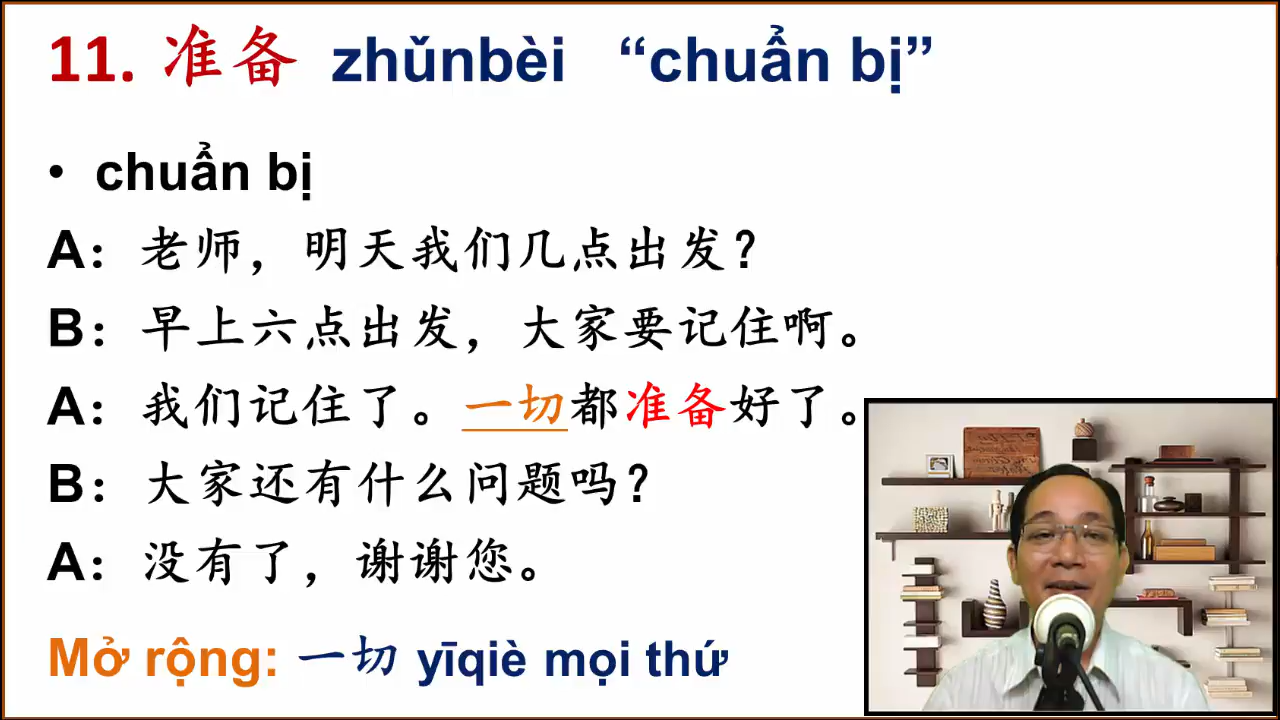 11. 准备 zhǔnbèi “chuẩn bị”
• chuẩn bị
A：老师，明天我们几点出发？
B：早上六点出发，大家要记住啊。
A：我们记住了。一切都准备好了。
B：大家还有什么问题吗？
A：没有了，谢谢您。
Mở rộng: 一切 yīqiè mọi thứ